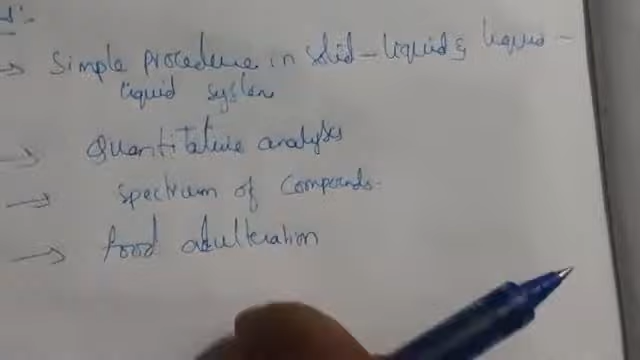 → Simple procedure in solid-liquid & liquid-
liquid system
→ Quantitative analysis
→ spectrum of compounds.
→ food adulteration